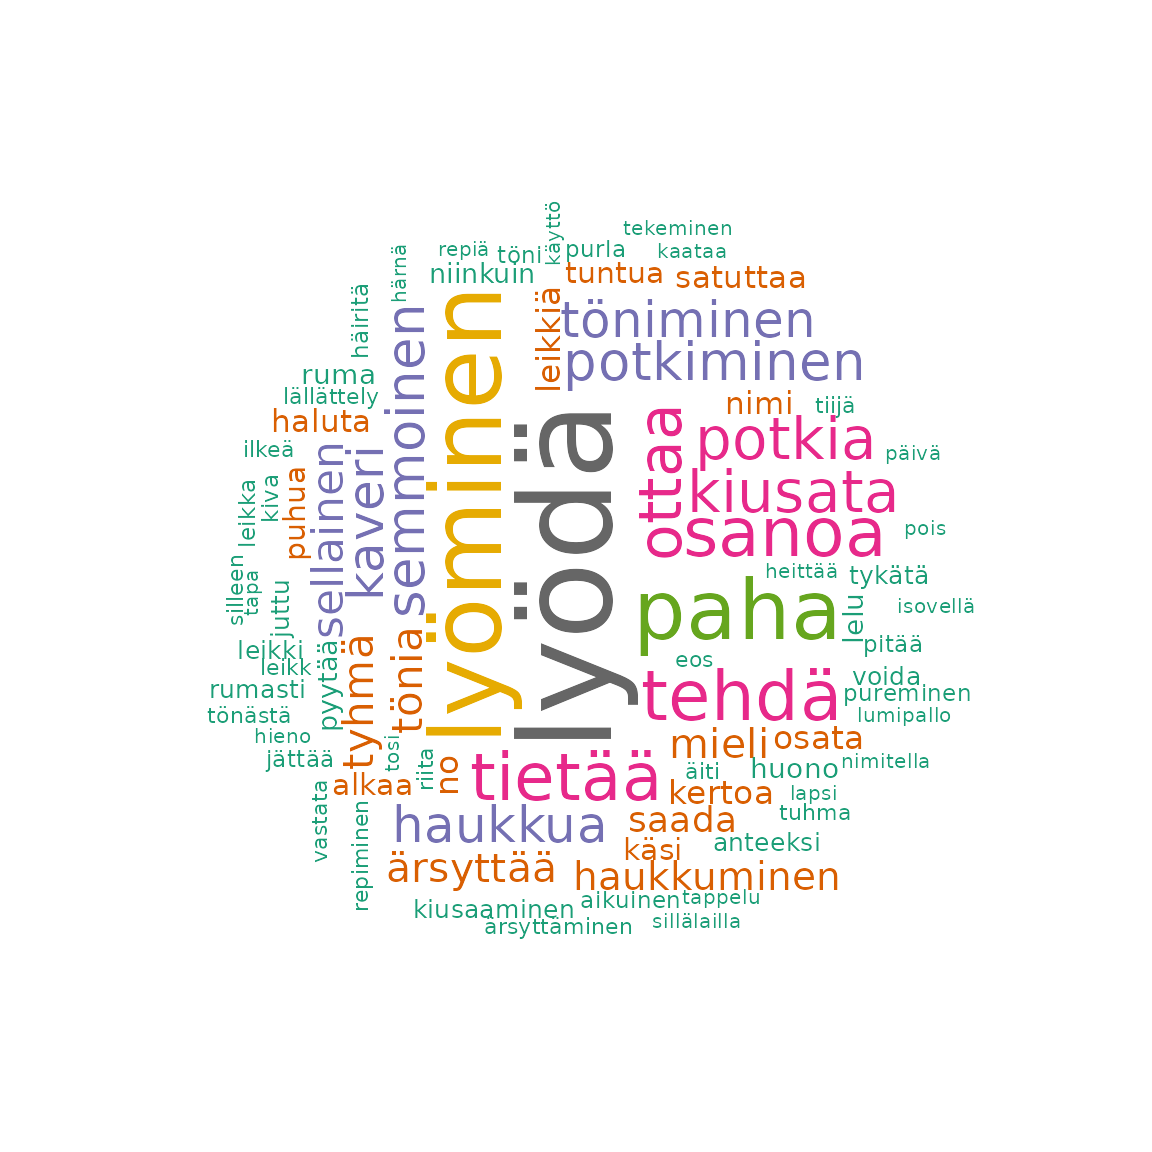 käyttö
tekeminen
repiä
töni
purla
kaataa
härnä
niinkuin
tuntua
satuttaa
häiritä
leikkiä
töniminen
lyöminen
semmoinen
potkiminen
ruma
lällättely
nimi
tiijä
haluta
ottaa
potkia
lyödä
ilkeä
sellainen
kaveri
päivä
puhua
kiva
leikka
kiusata
osanoa
pois
silleen
tapa
juttu
heittää
tykätä
paha
lelu
isovellä
tönia
tyhmä
leikki
leikk
pyytää
pitää
eos
rumasti
tehdä
voida
pureminen
tönästä
lumipallo
hieno
tosi
mieli
osata
jättää
riita
no
tietää
äiti
huono
nimitella
alkaa
kertoa
lapsi
vastata
haukkua
saada
tuhma
repiminen
käsi
anteeksi
ärsyttää
haukkuminen
kiusaaminen
aikuinen
tappelu
ärsyttäminen
sillälailla